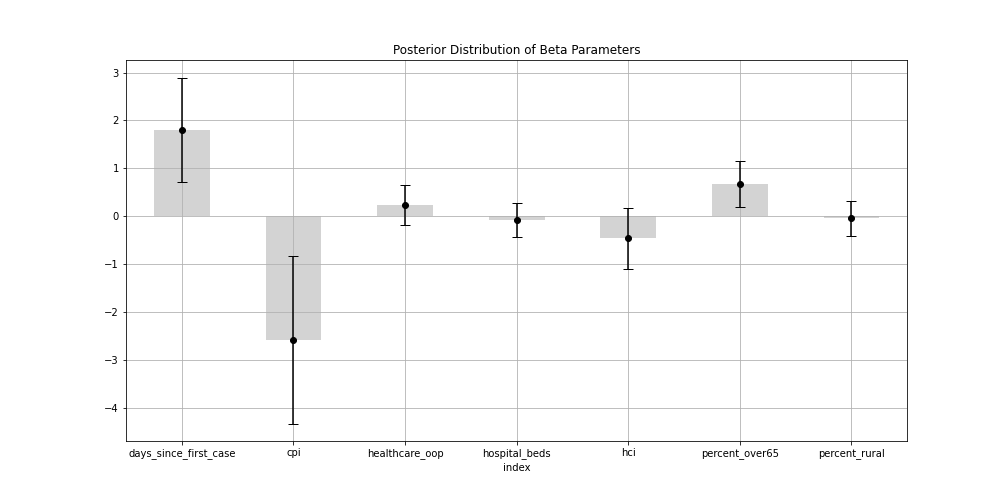 Posterior Distribution of Beta Parameters
3
2
1
0
−1
−2
−3
−4
days_since_first_case cpi healthcare_oop hospital_beds hci percent_over65 percent_rural
index